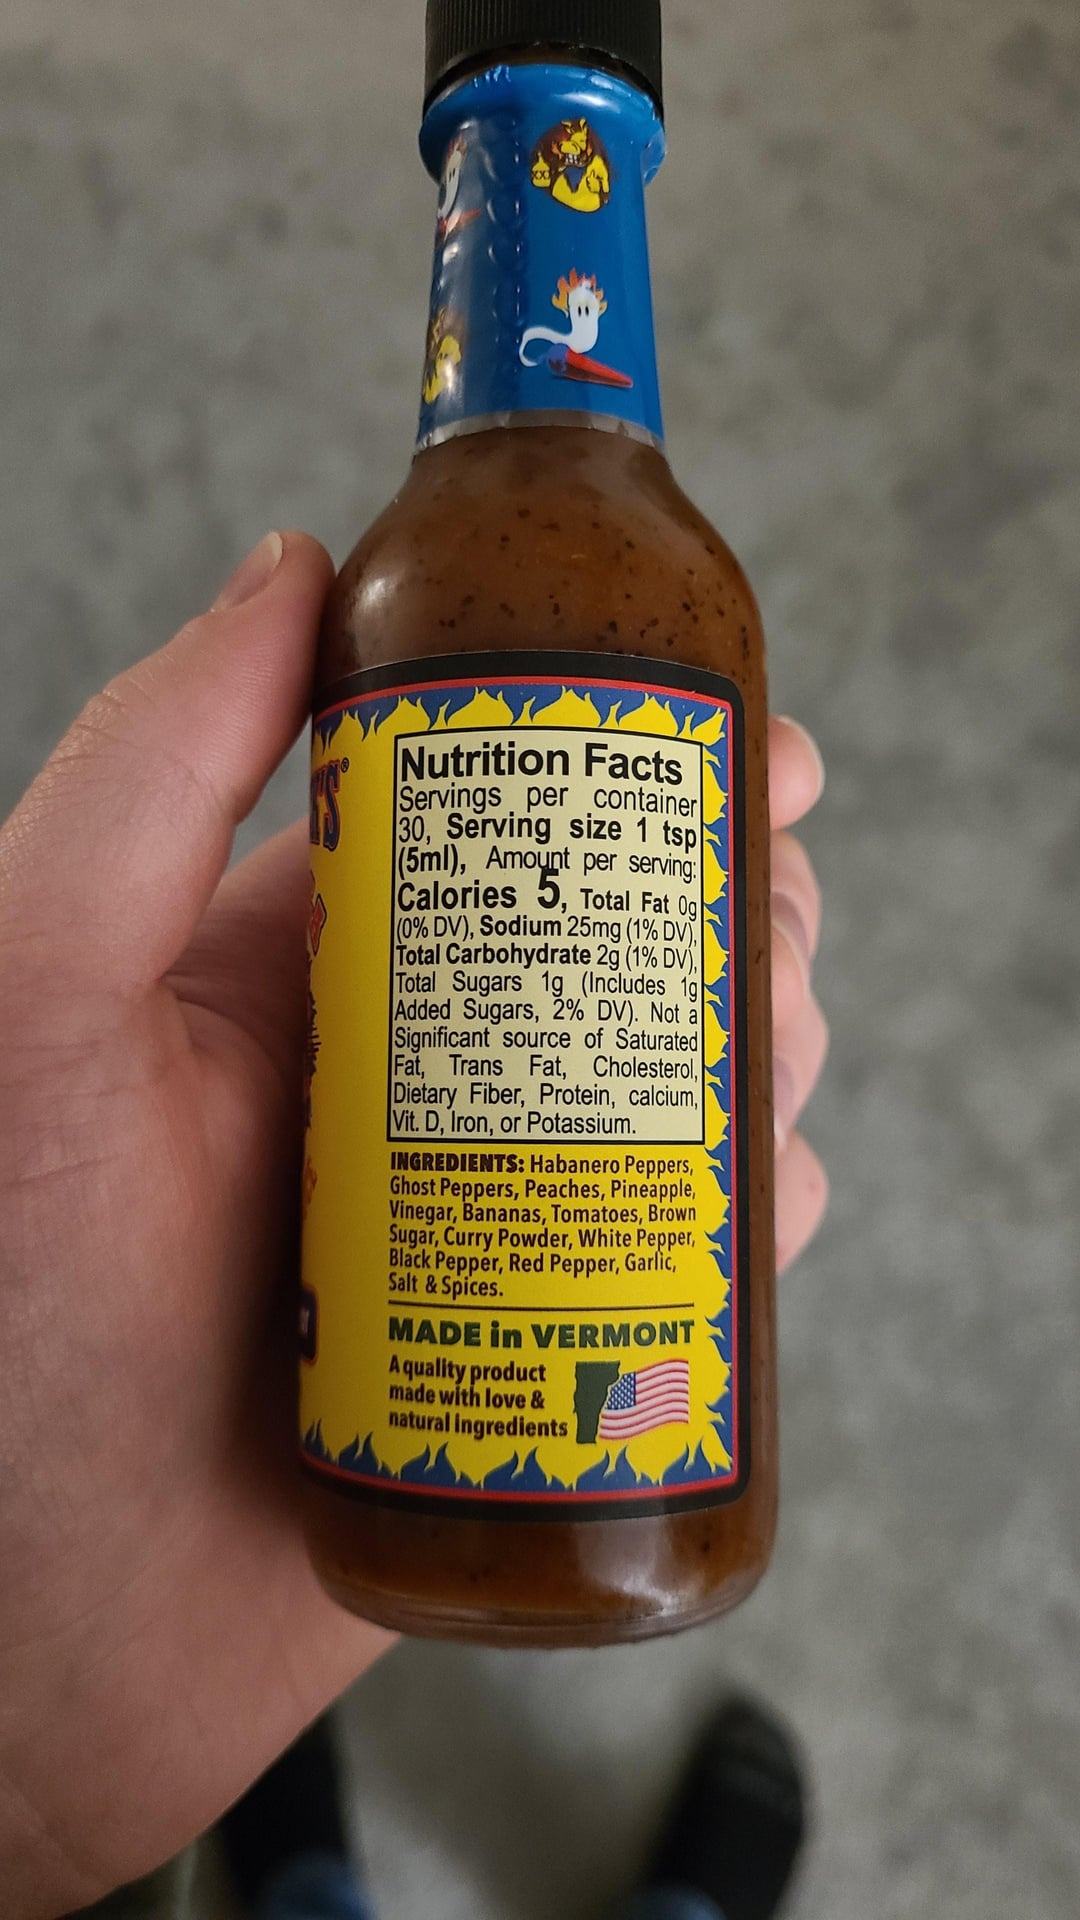 Nutrition Facts
Servings per container
30, Serving size 1 tsp
(5ml), Amount per serving:
Calories 5, Total Fat 0g
(0% DV), Sodium 25mg (1% DV),
Total Carbohydrate 2g (1% DV),
Total Sugars 1g (Includes 1g
Added Sugars, 2% DV). Not a
Significant source of Saturated
Fat, Trans Fat, Cholesterol,
Dietary Fiber, Protein, calcium,
Vit. D, Iron, or Potassium.
INGREDIENTS: Habanero Peppers,
Ghost Peppers, Peaches, Pineapple,
Vinegar, Bananas, Tomatoes, Brown
Sugar, Curry Powder, White Pepper,
Black Pepper, Red Pepper, Garlic,
Salt & Spices.
MADE in VERMONT
A quality product
made with love &
natural ingredients